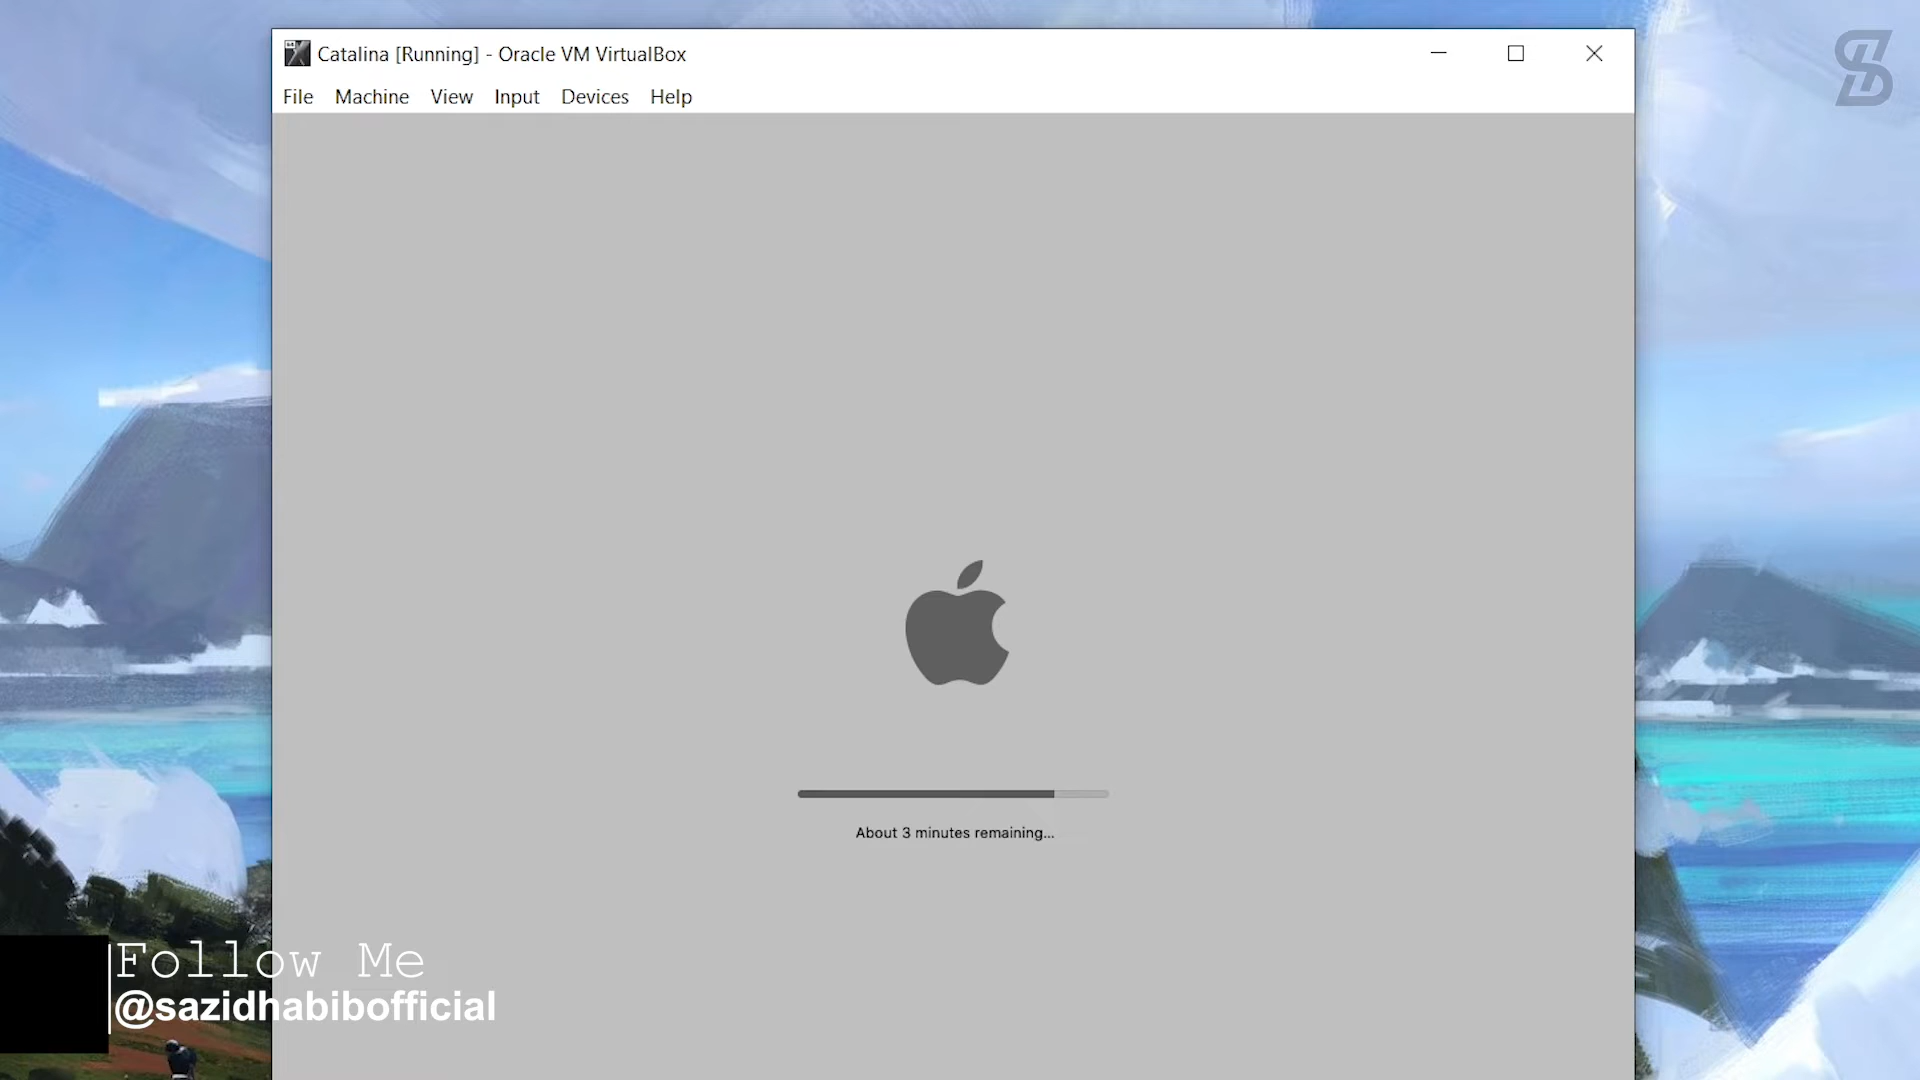 Catalina [Running] - Oracle VM VirtualBox
File Machine View Input Devices Help
About 3 minutes remaining...
Follow Me
@sazidhabibofficial